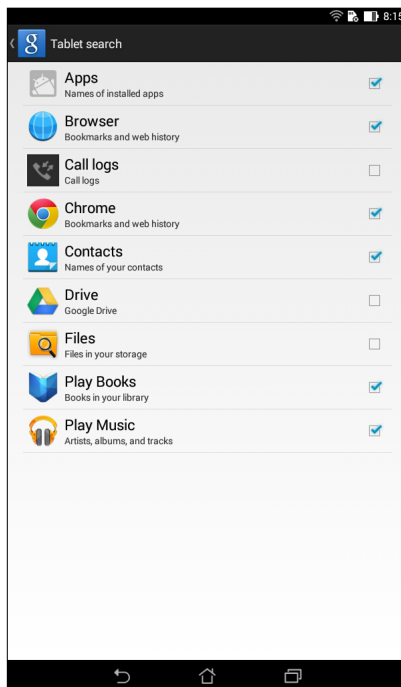 8:15
Tablet search
Apps
Names of installed apps
Browser
Bookmarks and web history
Call logs
Call logs
Chrome
Bookmarks and web history
Contacts
Names of your contacts
Drive
Google Drive
Files
Files in your storage
Play Books
Books in your library
Play Music
Artists, albums, and tracks